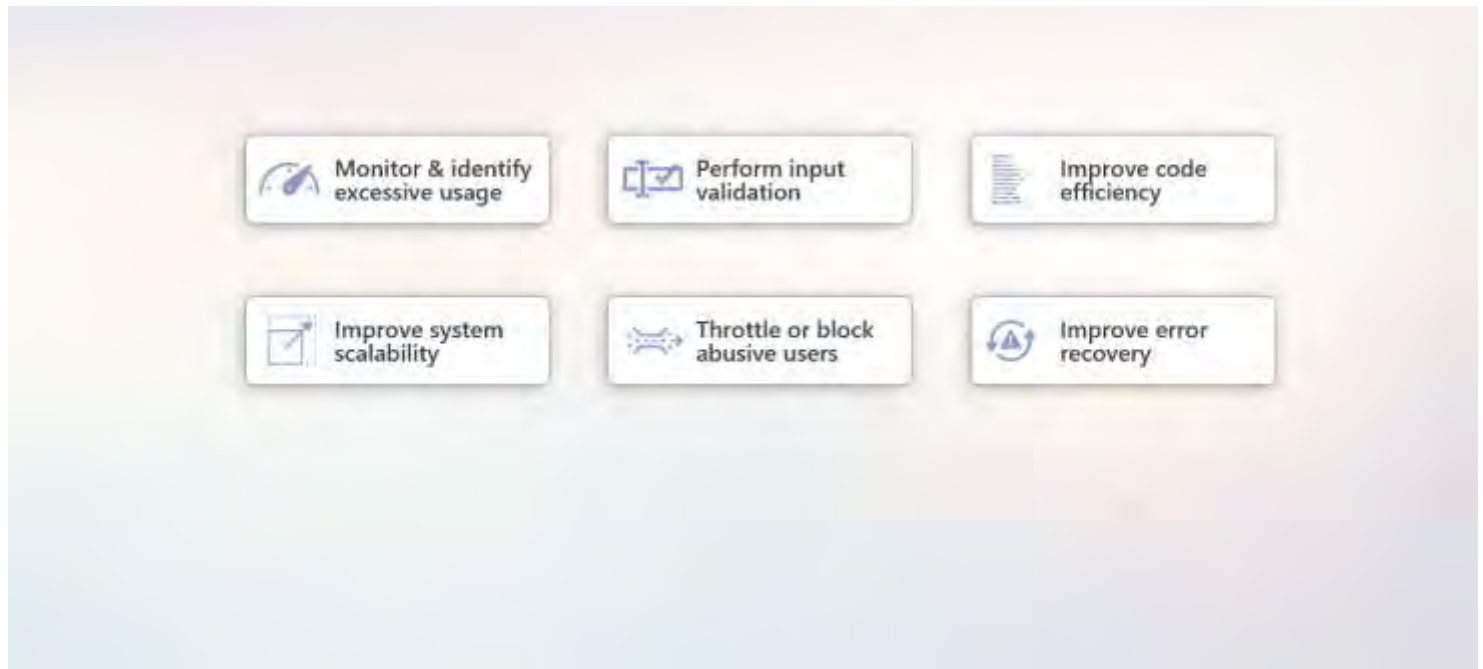 Monitor & identify
excessive usage
Perform input
validation
Improve code
efficiency
Improve system
scalability
Throttle or block
abusive users
Improve error
recovery